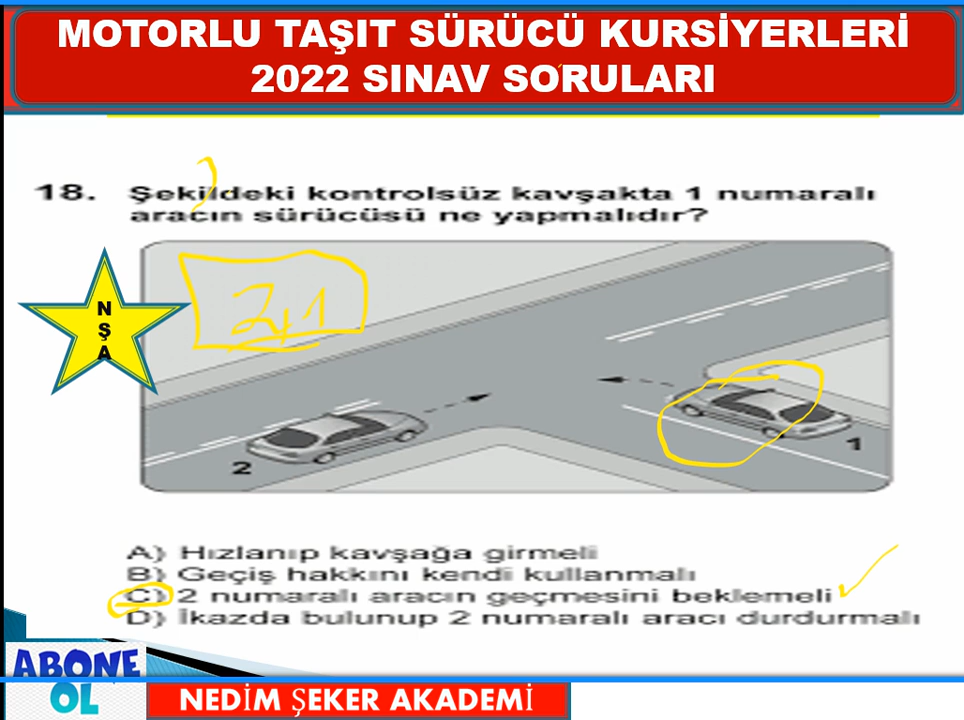 MOTORLU TAŞIT SÜRÜCÜ KURSİYERLERİ
2022 SINAV SORULARI
18. Şekildeki kontrolsüz kavşakta 1 numaralı
aracın sürücüsü ne yapmalıdır?
N
Ş
A
2,1
2
1
A) Hızlanıp kavşağa girmeli
B) Geçiş hakkını kendi kullanmalı
C) 2 numaralı aracın geçmesini beklemeli
D) İkazda bulunup 2 numaralı aracı durdurmalı
ABONE
OL
NEDİM ŞEKER AKADEMİ